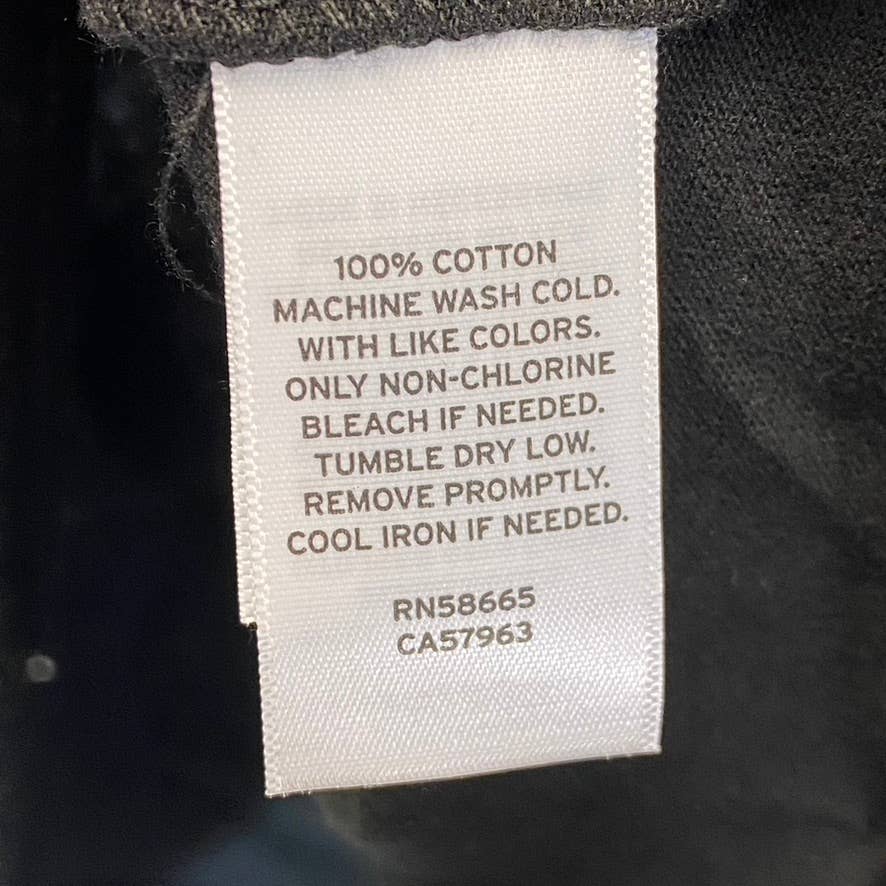 100% COTTON
MACHINE WASH COLD.
WITH LIKE COLORS.
ONLY NON-CHLORINE
BLEACH IF NEEDED.
TUMBLE DRY LOW.
REMOVE PROMPTLY.
COOL IRON IF NEEDED.
RN58665
CA57963